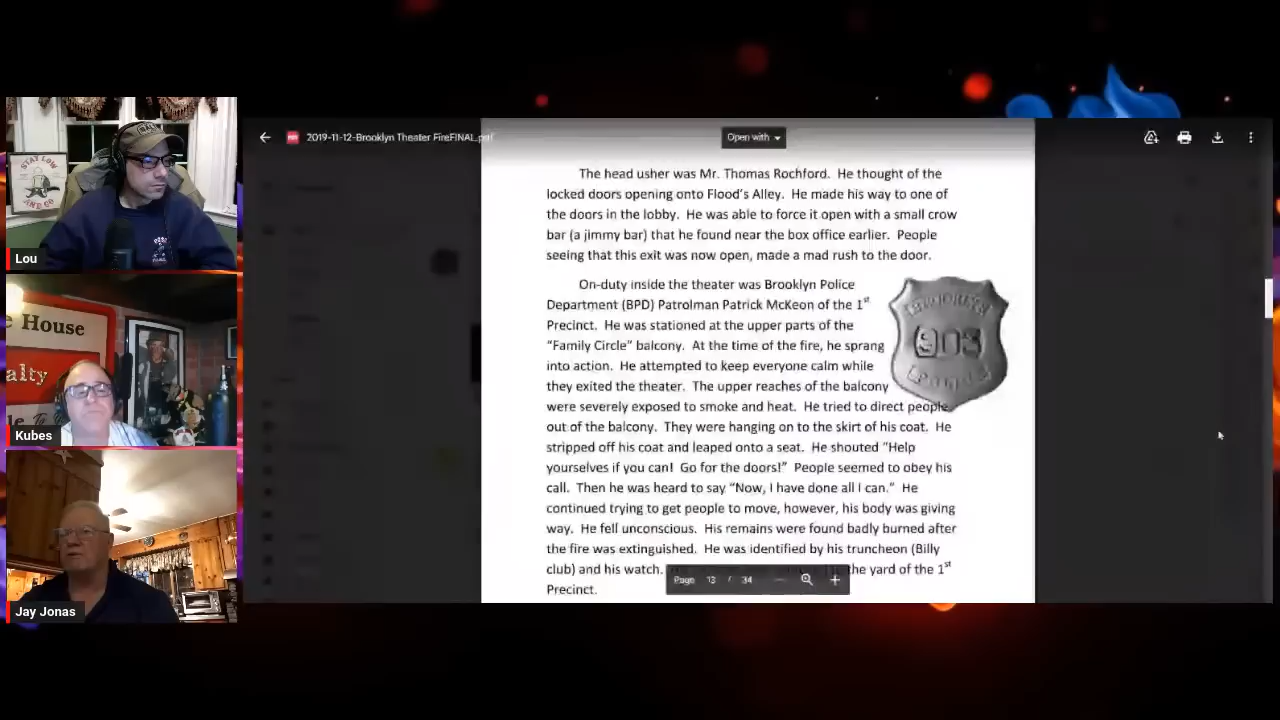 2019-11-12-Brooklyn Theater FireFINAL.pdf
Open with
The head usher was Mr. Thomas Rochford. He thought of the
locked doors opening onto Flood's Alley. He made his way to one of
the doors in the lobby. He was able to force it open with a small crow
bar (a jimmy bar) that he found near the box office earlier. People
seeing that this exit was now open, made a mad rush to the door.
On-duty inside the theater was Brooklyn Police
Department (BPD) Patrolman Patrick McKeon of the 1st
Precinct. He was stationed at the upper parts of the
"Family Circle" balcony. At the time of the fire, he sprang
into action. He attempted to keep everyone calm while
they exited the theater. The upper reaches of the balcony
were severely exposed to smoke and heat. He tried to direct people
out of the balcony. They were hanging on to the skirt of his coat. He
stripped off his coat and leaped onto a seat. He shouted "Help
yourselves if you can! Go for the doors!" People seemed to obey his
call. Then he was heard to say "Now, I have done all I can." He
continued trying to get people to move, however, his body was giving
way. He fell unconscious. His remains were found badly burned after
the fire was extinguished. He was identified by his truncheon (Billy
club) and his watch. the yard of the 1st
Precinct.
903
Page 13 / 34
STAY LOW
AND GO
Lou
e House
alty
Kubes
Jay Jonas